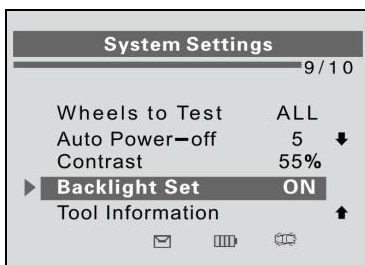 System Settings
9/10
Wheels to Test ALL
Auto Power-off 5
Contrast 55%
Backlight Set ON
Tool Information